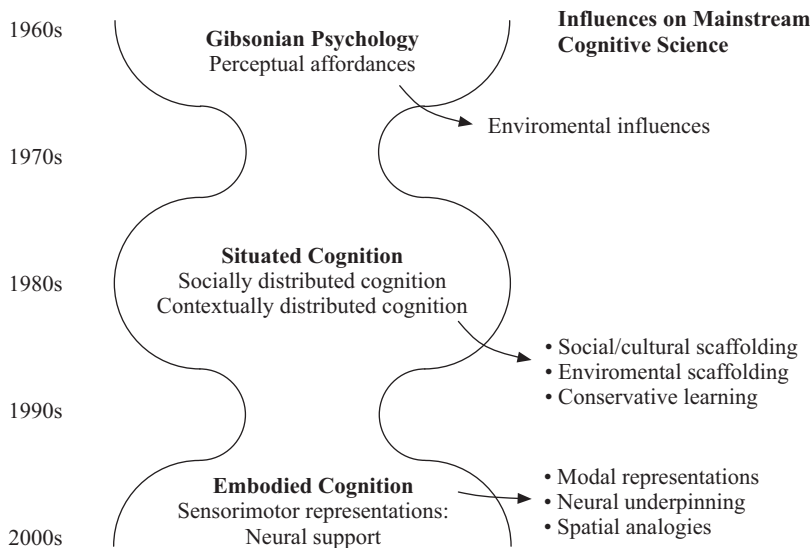 1960s
Gibsonian Psychology
Perceptual affordances
Influences on Mainstream
Cognitive Science
Enviromental influences
1970s
Situated Cognition
1980s
Socially distributed cognition
Contextually distributed cognition
• Social/cultural scaffolding
• Enviromental scaffolding
• Conservative learning
1990s
Embodied Cognition
Sensorimotor representations:
Neural support
• Modal representations
• Neural underpinning
• Spatial analogies
2000s